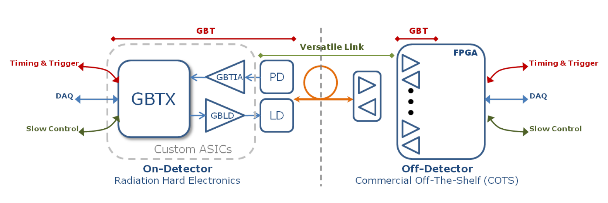 GBT
GBT
Versatile Link
FPGA
Timing & Trigger
DAQ
Slow Control
GBTX
GBTIA
GBLD
PD
LD
Custom ASICs
Timing & Trigger
DAQ
Slow Control
On-Detector
Radiation Hard Electronics
Off-Detector
Commercial Off-The-Shelf (COTS)